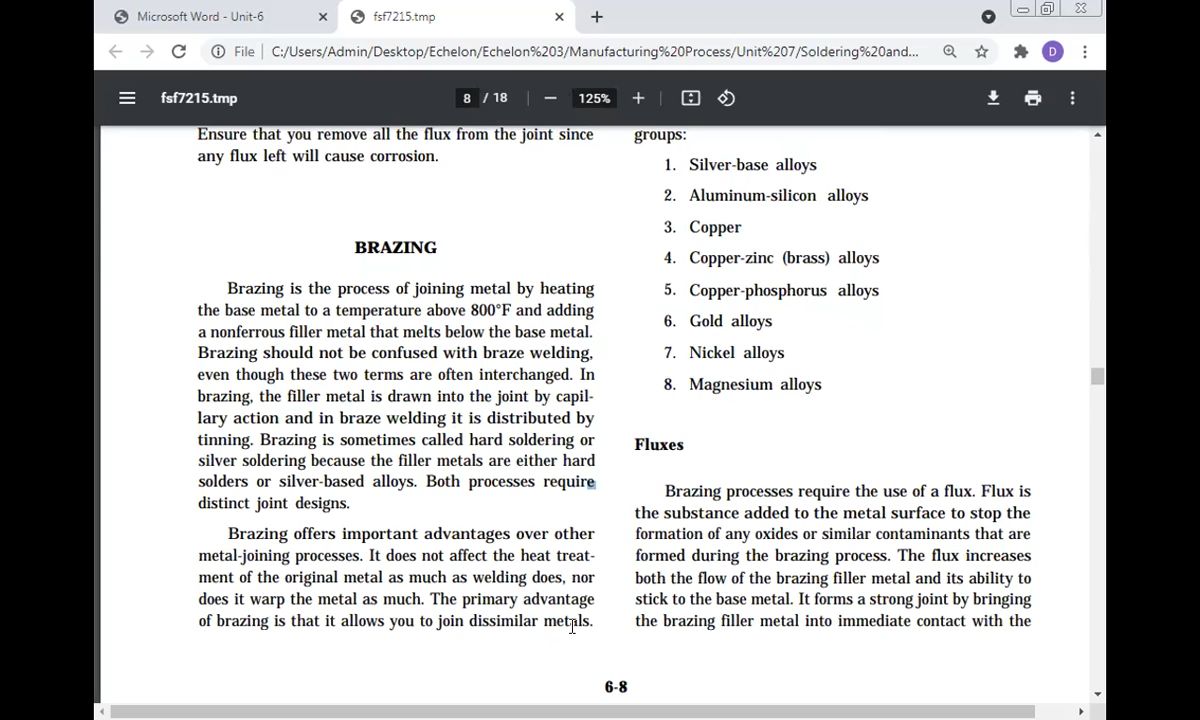 Microsoft Word - Unit-6
fsf7215.tmp
File
C:/Users/Admin/Desktop/Echelon/Echelon%203/Manufacturing%20Process/Unit%207/Soldering%20and...
D
fsf7215.tmp
8 / 18
125%
Ensure that you remove all the flux from the joint since
any flux left will cause corrosion.
BRAZING
Brazing is the process of joining metal by heating
the base metal to a temperature above 800°F and adding
a nonferrous filler metal that melts below the base metal.
Brazing should not be confused with braze welding,
even though these two terms are often interchanged. In
brazing, the filler metal is drawn into the joint by capil-
lary action and in braze welding it is distributed by
tinning. Brazing is sometimes called hard soldering or
silver soldering because the filler metals are either hard
solders or silver-based alloys. Both processes require
distinct joint designs.
Brazing offers important advantages over other
metal-joining processes. It does not affect the heat treat-
ment of the original metal as much as welding does, nor
does it warp the metal as much. The primary advantage
of brazing is that it allows you to join dissimilar metals.
groups:
1. Silver-base alloys
2. Aluminum-silicon alloys
3. Copper
4. Copper-zinc (brass) alloys
5. Copper-phosphorus alloys
6. Gold alloys
7. Nickel alloys
8. Magnesium alloys
Fluxes
Brazing processes require the use of a flux. Flux is
the substance added to the metal surface to stop the
formation of any oxides or similar contaminants that are
formed during the brazing process. The flux increases
both the flow of the brazing filler metal and its ability to
stick to the base metal. It forms a strong joint by bringing
the brazing filler metal into immediate contact with the
6-8